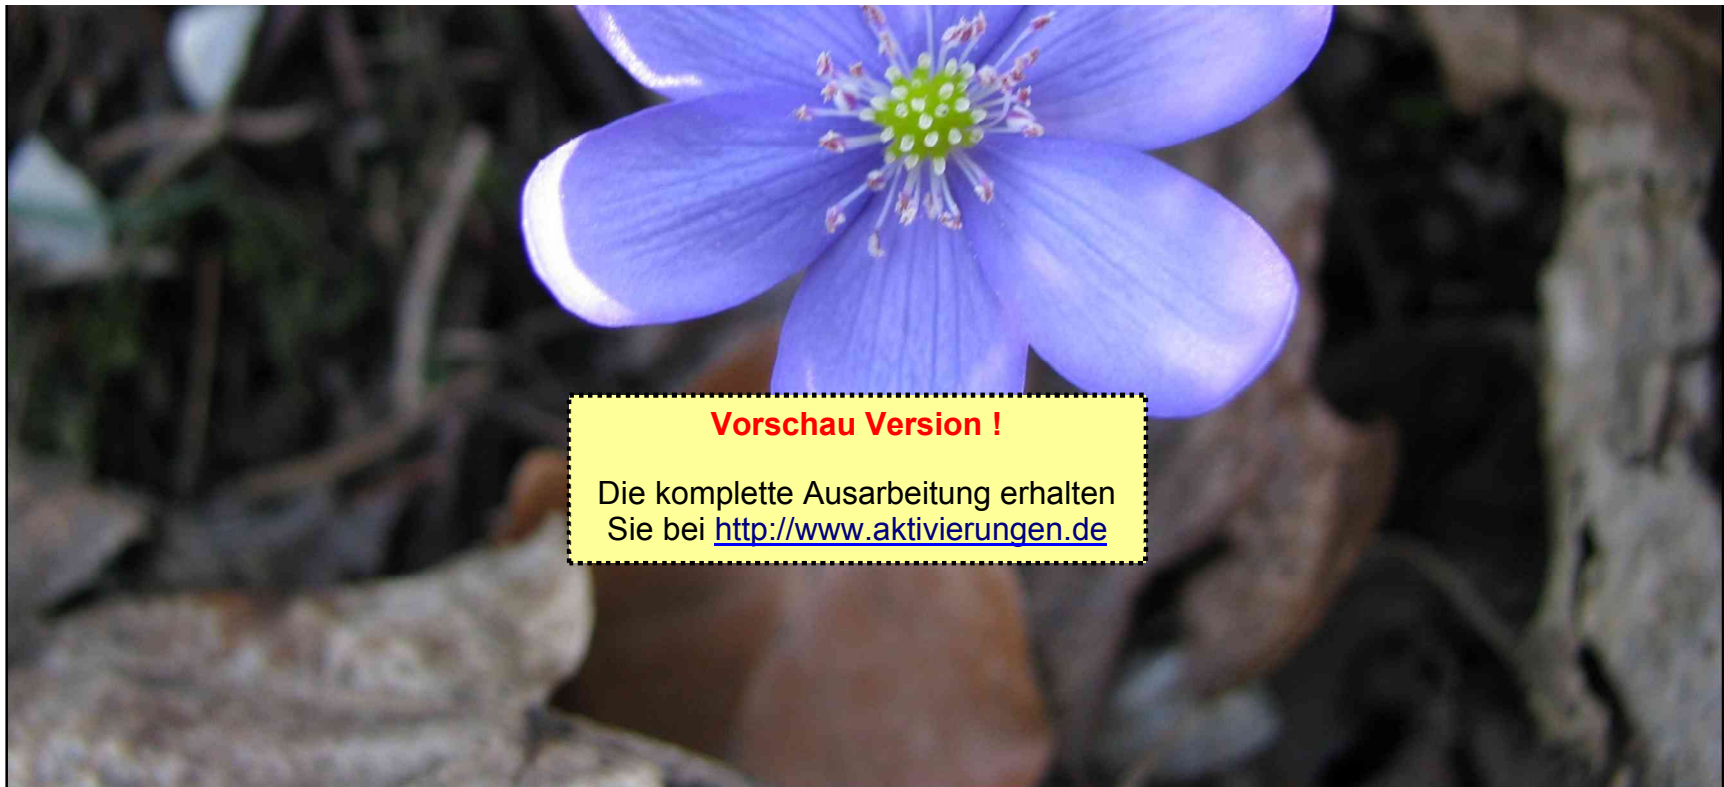 Vorschau Version !
Die komplette Ausarbeitung erhalten
Sie bei http://www.aktivierungen.de